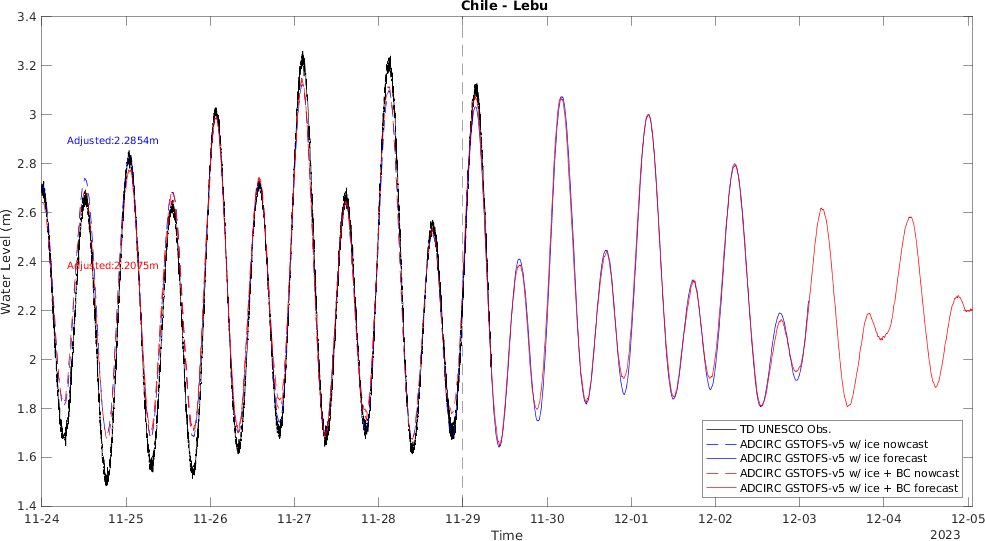 Chile - Lebu
3.4
3.2
3
2.8
2.6
2.4
2.2
2
1.8
1.6
1.4
Water Level (m)
Adjusted:2.2854m
Adjusted:2.2075m
TD UNESCO Obs.
ADCIRC GSTOFS-v5 w/ ice nowcast
ADCIRC GSTOFS-v5 w/ ice forecast
ADCIRC GSTOFS-v5 w/ ice + BC nowcast
ADCIRC GSTOFS-v5 w/ ice + BC forecast
11-24 11-25 11-26 11-27 11-28 11-29 11-30 12-01 12-02 12-03 12-04 12-05
Time
2023